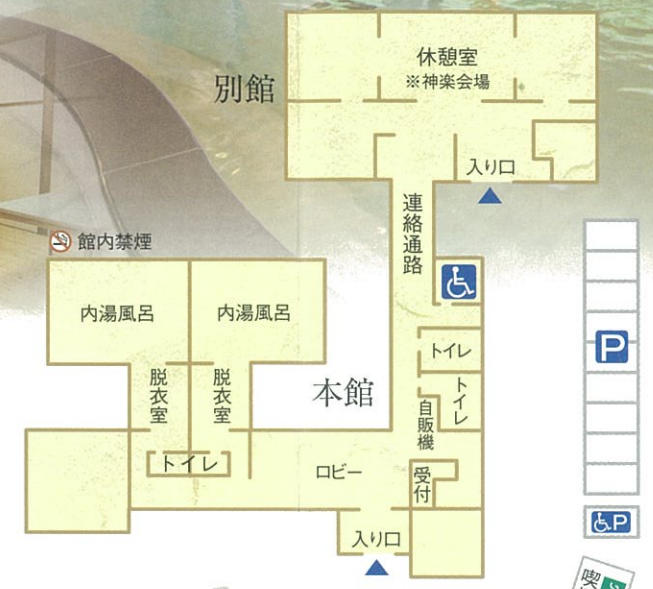 別館
休憩室
※神楽会場
入り口
連絡通路
館内禁煙
内湯風呂
内湯風呂
トイレ
脱衣室
脱衣室
本館
トイレ
自販機
P
トイレ
ロビー
受付
入り口
P
喫